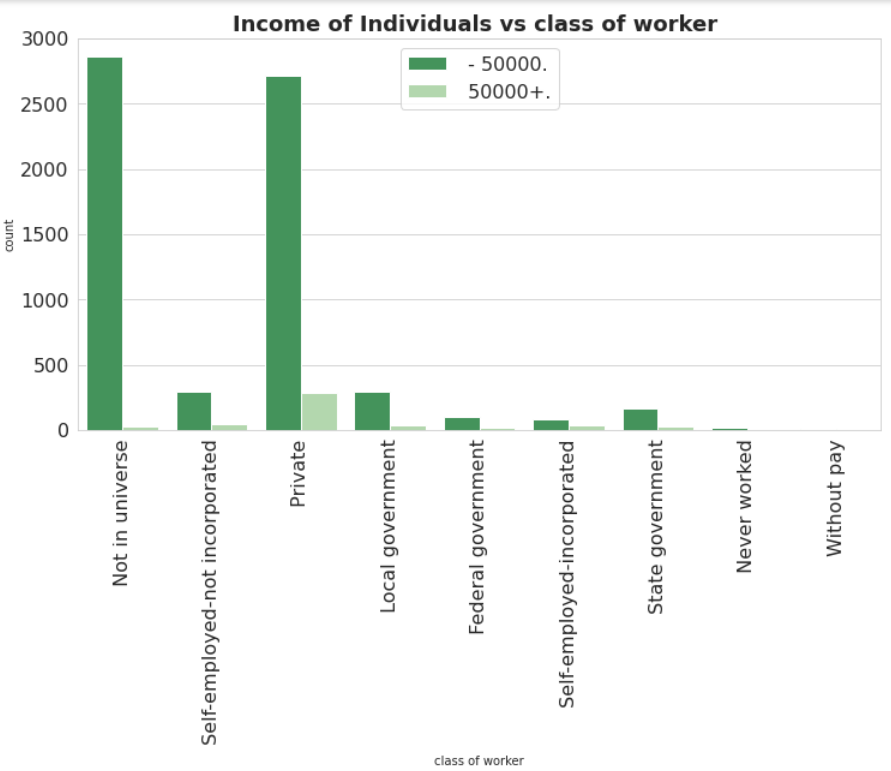 Income of Individuals vs class of worker
- 50000.
50000+.
3000
2500
2000
1500
1000
500
0
count
Not in universe
Self-employed-not incorporated
Private
Local government
Federal government
Self-employed-incorporated
State government
Never worked
Without pay
class of worker